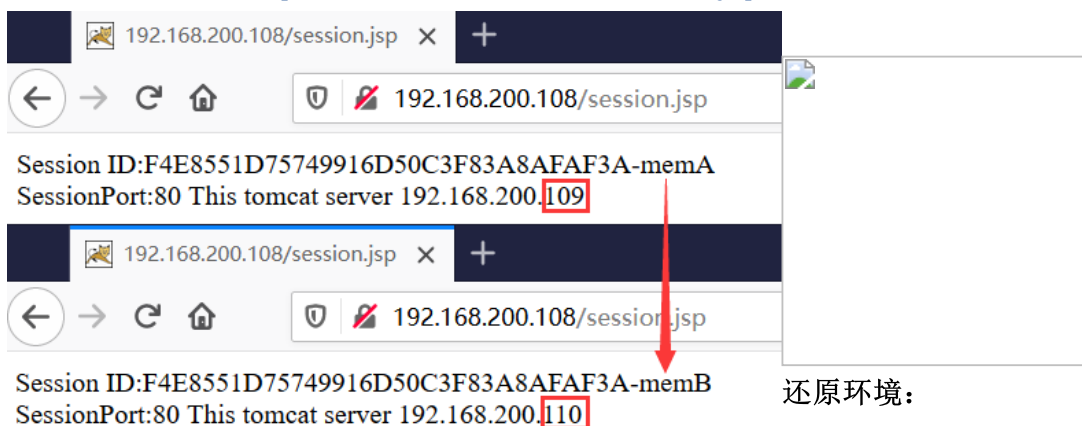 192.168.200.108/session.jsp
192.168.200.108/session.jsp
Session ID:F4E8551D75749916D50C3F83A8AFAF3A-memA
SessionPort:80 This tomcat server 192.168.200.109
192.168.200.108/session.jsp
192.168.200.108/session.jsp
Session ID:F4E8551D75749916D50C3F83A8AFAF3A-memB
SessionPort:80 This tomcat server 192.168.200.110
还原环境：